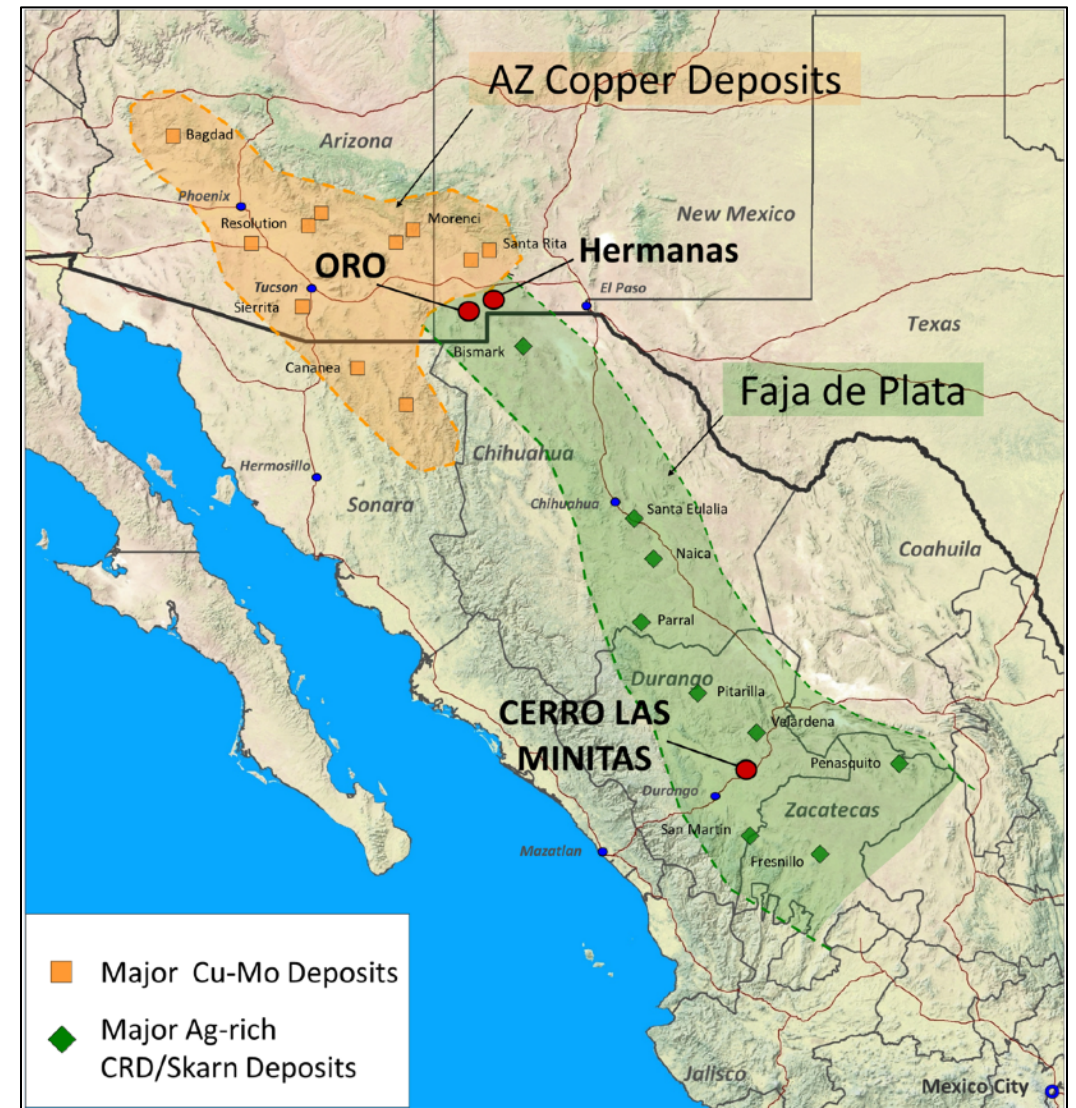 AZ Copper Deposits
Bagdad
Arizona
Phoenix
New Mexico
Resolution
Morenci
Santa Rita
Hermanas
ORO
Tucson
El Paso
Sierrita
Texas
Bismark
Cananea
Faja de Plata
Chihuahua
Hermosillo
Sonara
Chihuahua
Santa Eulalia
Coahuila
Naica
Parral
Durango
Pitarilla
CERRO LAS
MINITAS
Velardena
Penasquito
Durango
Zacatecas
San Martin
Mazatlan
Fresnillo
Major Cu-Mo Deposits
Major Ag-rich
CRD/Skarn Deposits
Jalisco
Mexico City